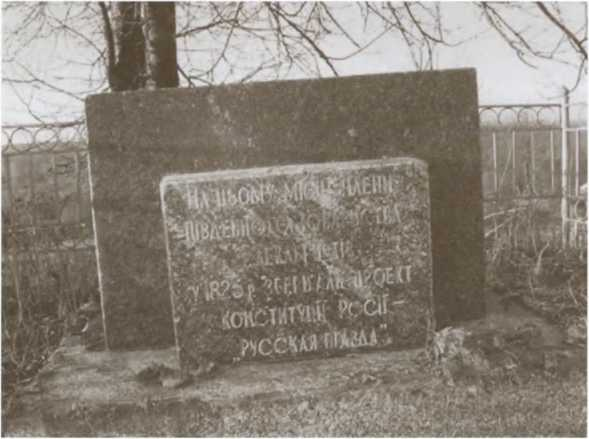 НА ЦЬОМУ МІСЦІ ЧЛЕНИ
ПІВДЕННОГО ТОВАРИСТВА
ДЕКАБРИСТІВ
У 1825 р. ЗБЕРІГАЛИ ПРОЕКТ
КОНСТИТУЦІЇ РОСІЇ –
„РУССКАЯ ПРАВДА"